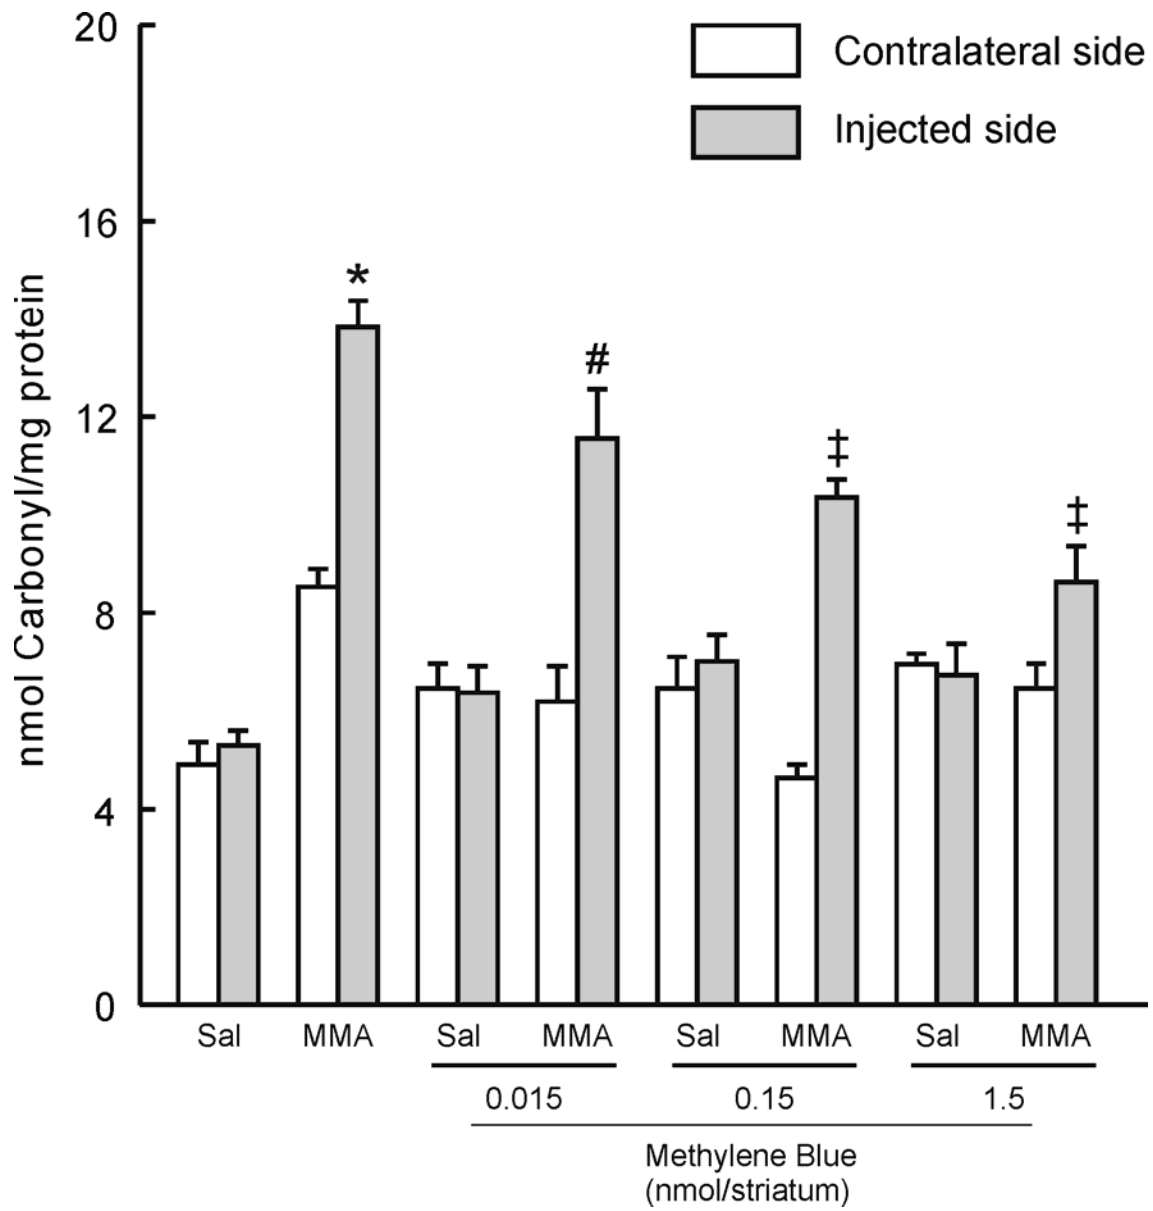 Contralateral side
Injected side
nmol Carbonyl/mg protein
20
16
12
8
4
0
*
#
‡
‡
Sal MMA Sal MMA Sal MMA Sal MMA
0.015 0.15 1.5
Methylene Blue
(nmol/striatum)